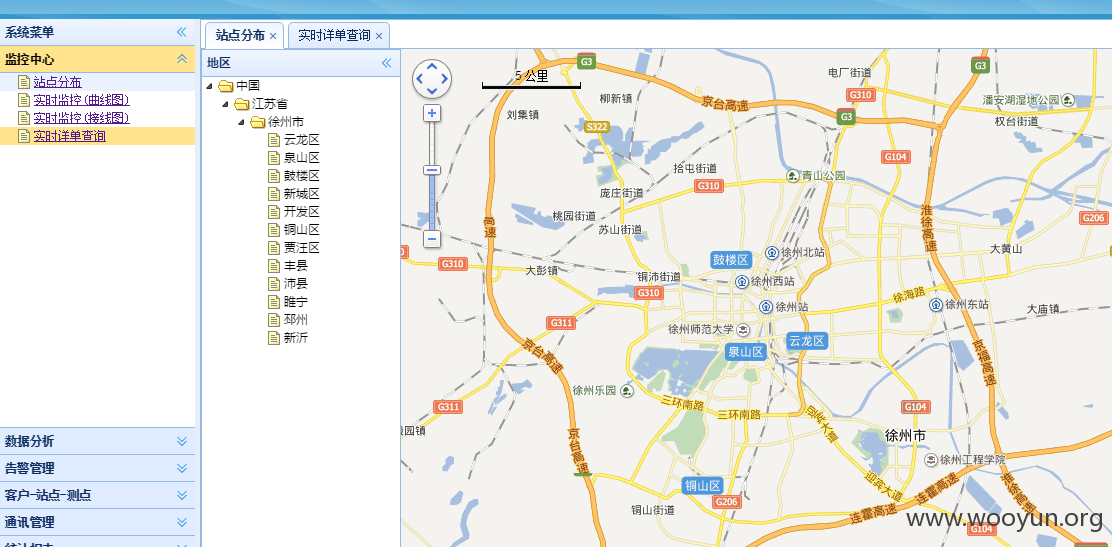 系统菜单
监控中心
站点分布
实时监控(曲线图)
实时监控(接线图)
实时详单查询
数据分析
告警管理
客户-站点-测点
通讯管理
站点分布 ×
实时详单查询 ×
地区
中国
江苏省
徐州市
云龙区
泉山区
鼓楼区
新城区
开发区
铜山区
贾汪区
丰县
沛县
睢宁
邳州
新沂
5 公里
G3
G3
电厂街道
柳新镇
G310
潘安湖湿地公园
刘集镇
京台高速
G3
权台街道
S322
G104
拾屯街道
青山公园
G310
庞庄街道
桃园街道
淮徐高速
G206
高速
苏山街道
大黄山
鼓楼区
徐州北站
G310
大彭镇
铜沛街道
徐州西站
G310
徐海路
徐州站
徐州东站
大庙镇
G311
徐州师范大学
云龙区
京台高速
泉山区
京福高速
徐州乐园
三环南路
G311
三环南路
G104
迎宾大道
京台高速
徐州市
徐州工程学院
铜山区
迎宾大道
淮徐高速
G206
连霍高速
铜山街道
连霍高速
G104
www.wooyun.org